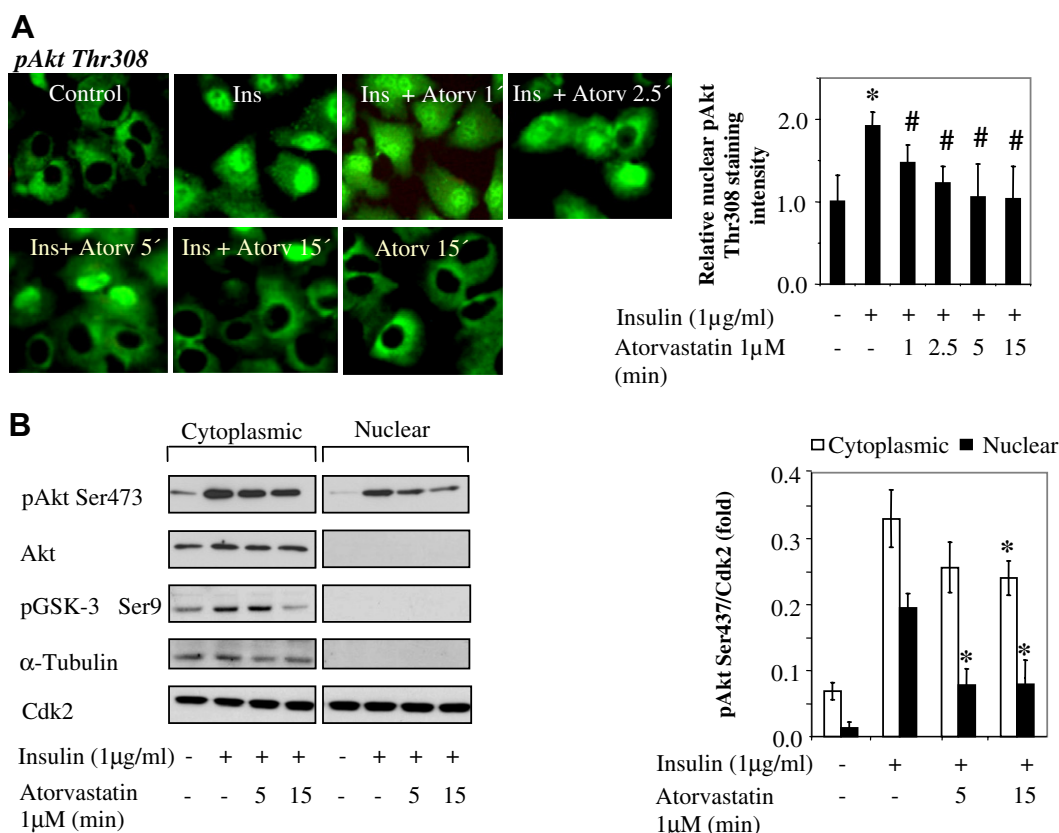 A
pAkt Thr308
Control
Ins
Ins + Atorv 1´
Ins + Atorv 2.5´
Ins+ Atorv 5´
Ins + Atorv 15´
Atorv 15´
Relative nuclear pAkt
Thr308 staining
intensity
2.0
1.0
0.0
*
#
#
#
#
Insulin (1μg/ml) - + + + + +
Atorvastatin 1μM - - 1 2.5 5 15
(min)
B
Cytoplasmic Nuclear
pAkt Ser473
Akt
pGSK-3 Ser9
α-Tubulin
Cdk2
Insulin (1μg/ml) - + + + - + + +
Atorvastatin - - 5 15 - - 5 15
1μM (min)
Cytoplasmic Nuclear
pAkt Ser437/Cdk2 (fold)
0.4
0.3
0.2
0.1
0.0
*
*
*
Insulin (1μg/ml) - + + +
Atorvastatin - - 5 15
1μM (min)